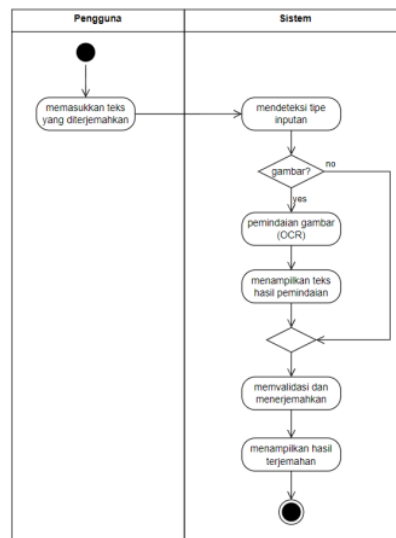 Pengguna
Sistem
memasukkan teks
yang diterjemahkan
mendeteksi tipe
inputan
gambar?
no
yes
pemindaian gambar
(OCR)
menampilkan teks
hasil pemindaian
memvalidasi dan
menerjemahkan
menampilkan hasil
terjemahan